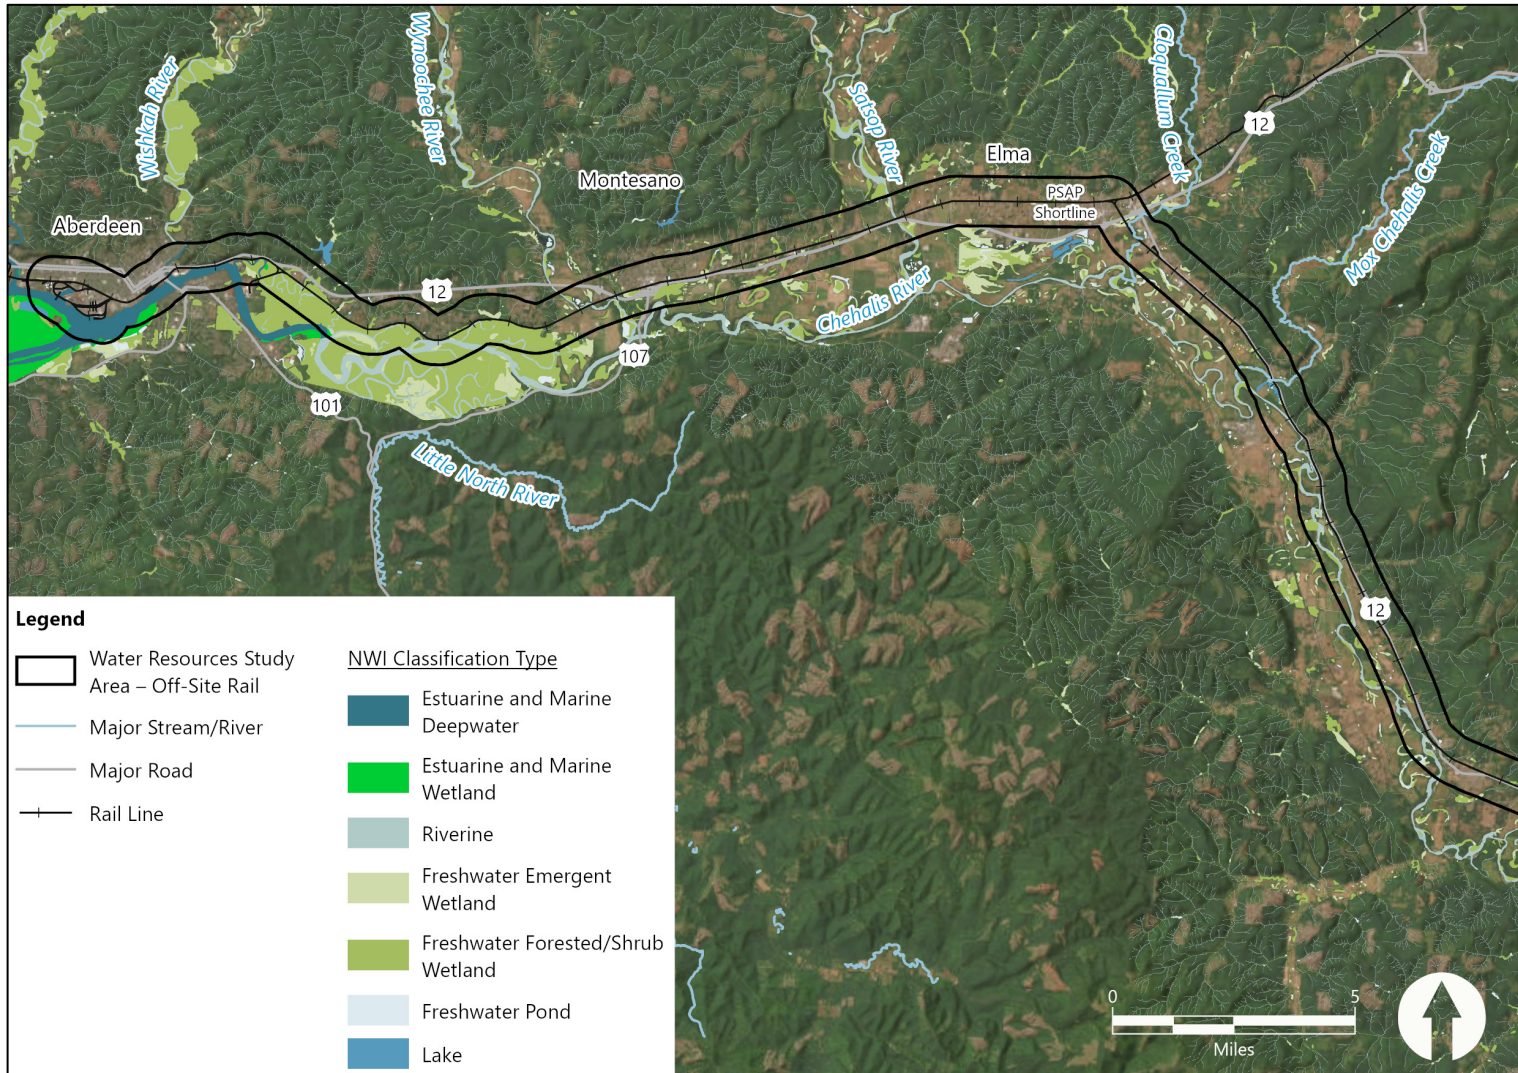 Wishkah River
Wynoochee River
Satsop River
Cloquallum Creek
12
Mox Chehalis Creek
Elma
Montesano
PSAP
Shortline
Aberdeen
12
Chehalis River
107
101
Little North River
12
Legend
Water Resources Study
Area – Off-Site Rail
Major Stream/River
Major Road
Rail Line
NWI Classification Type
Estuarine and Marine
Deepwater
Estuarine and Marine
Wetland
Riverine
Freshwater Emergent
Wetland
Freshwater Forested/Shrub
Wetland
Freshwater Pond
Lake
0 5
Miles